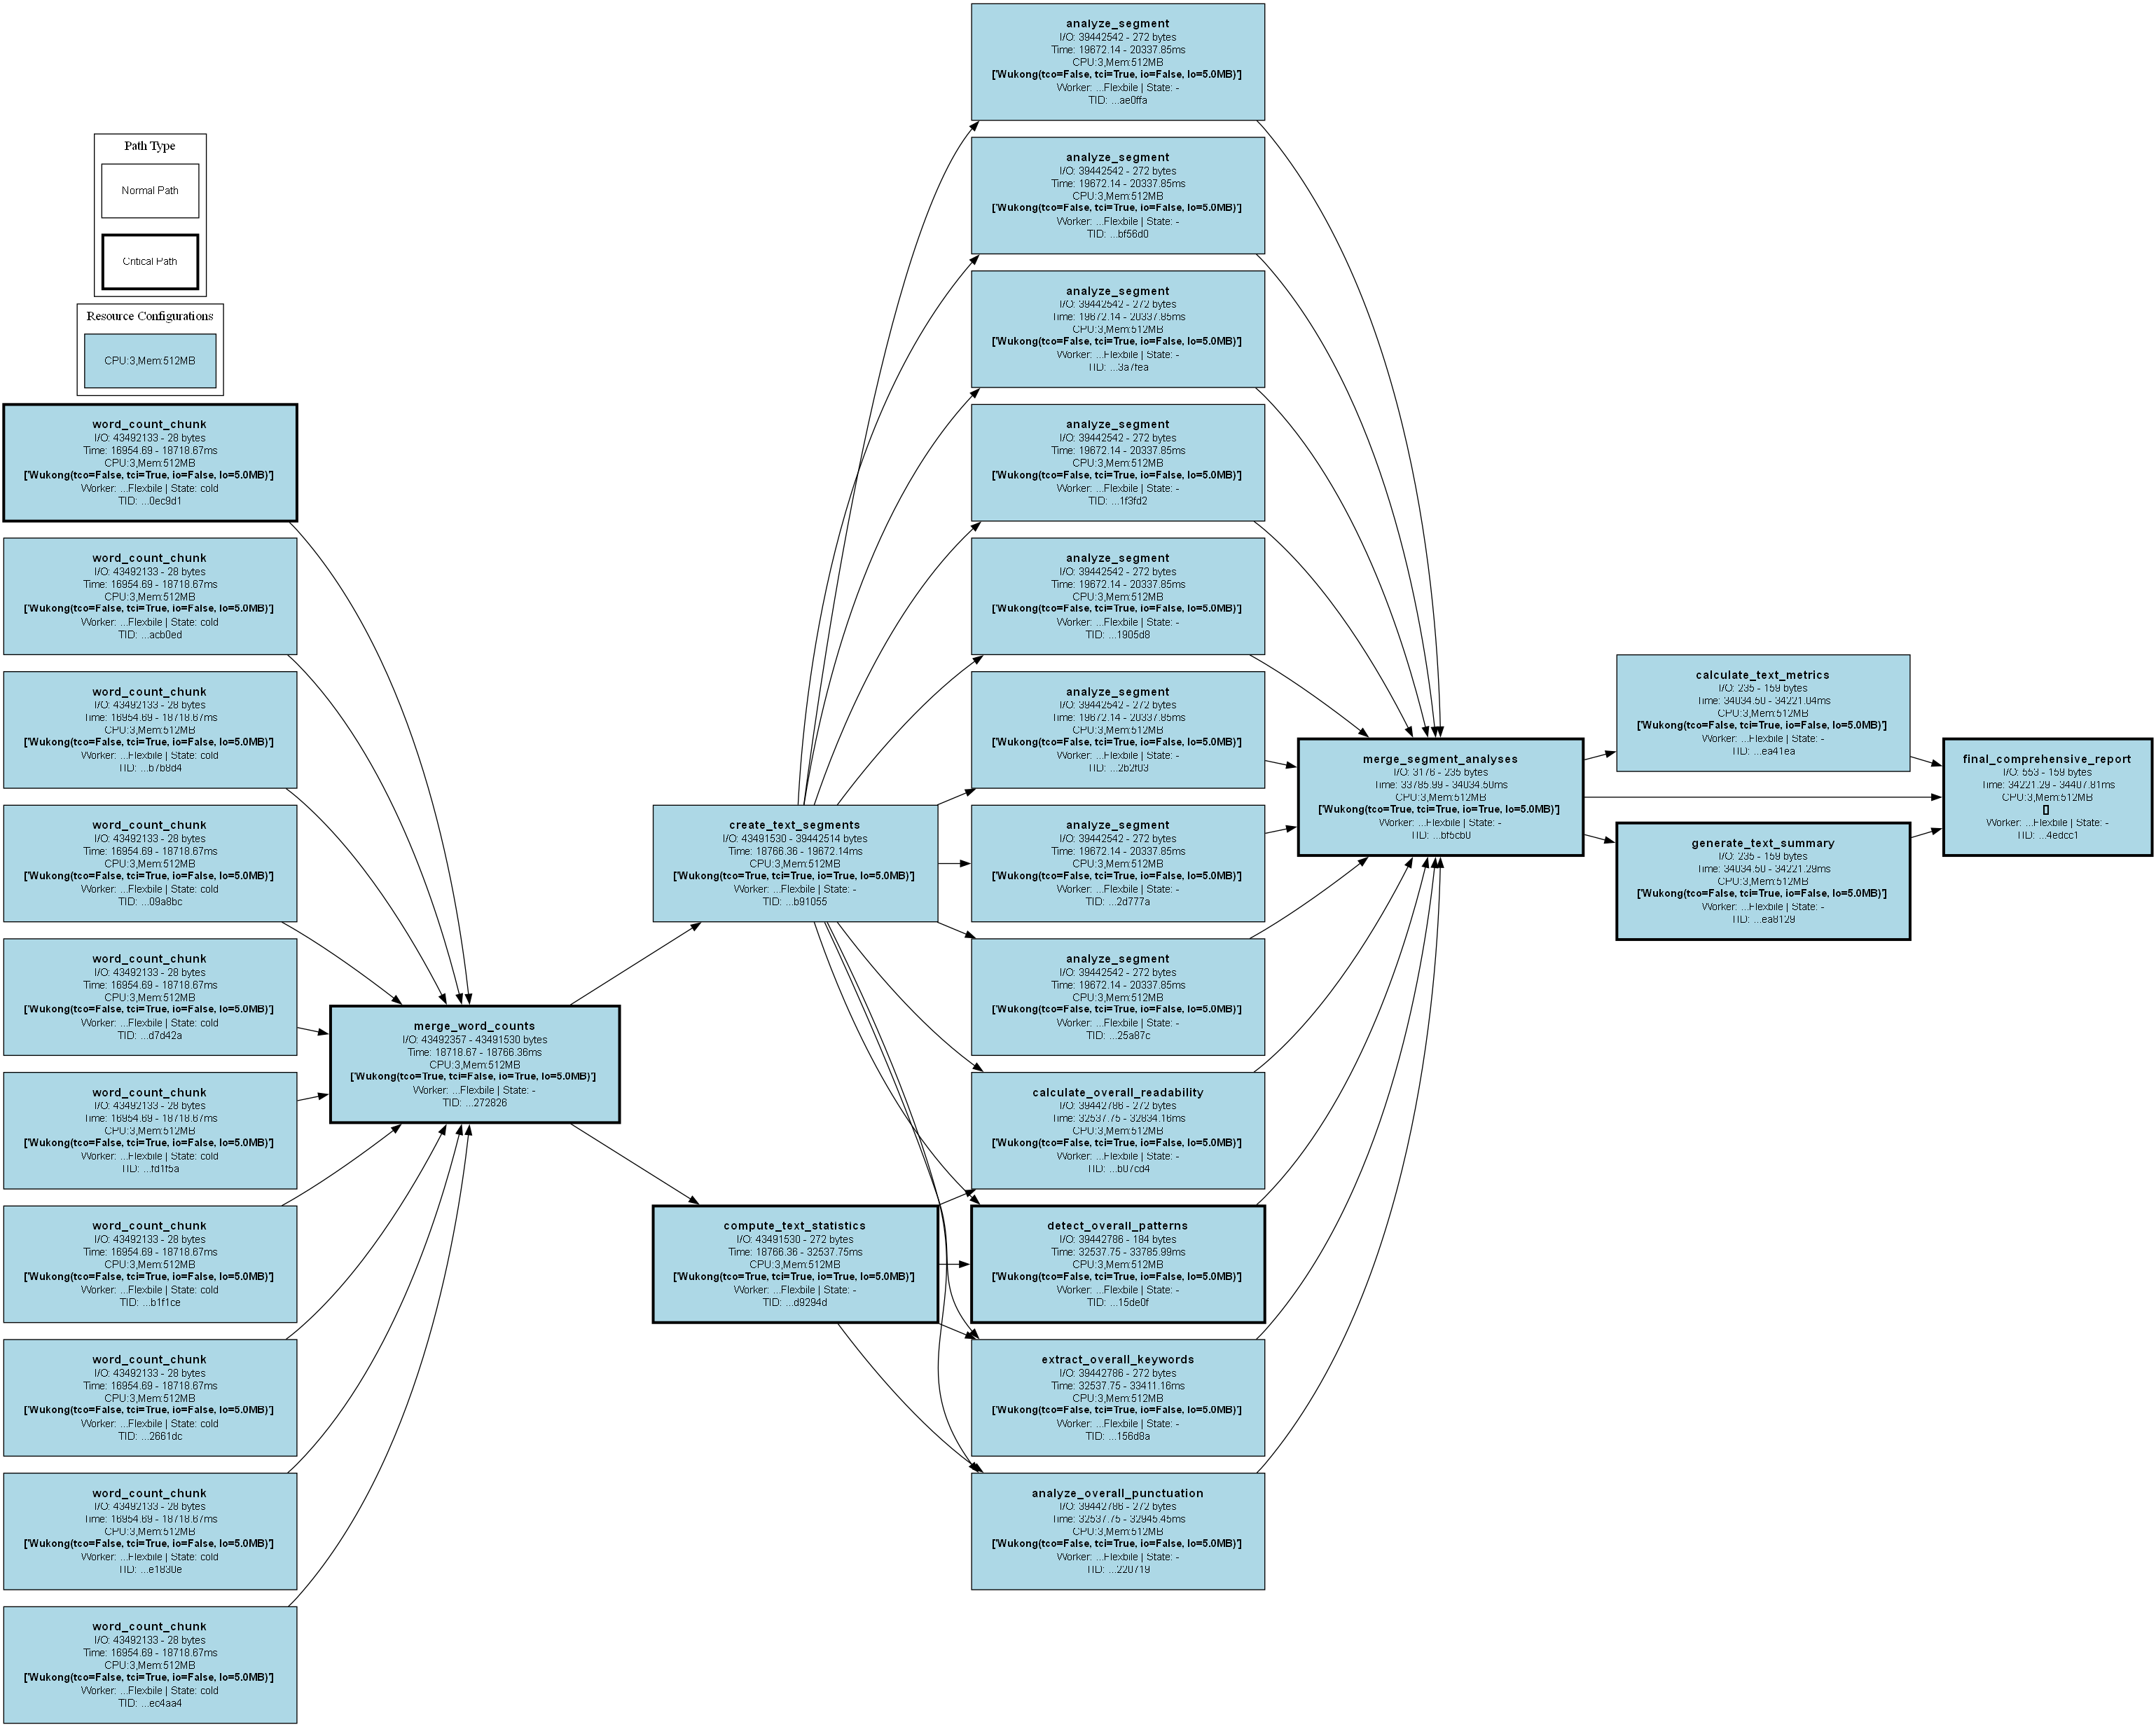 Path Type
Normal Path
Critical Path
Resource Configurations
CPU:3,Mem:512MB
word_count_chunk
I/O: 43492133 - 28 bytes
Time: 16954.69 - 18718.67ms
CPU:3,Mem:512MB
['Wukong(tco=False, tci=True, io=False, lo=5.0MB)']
Worker: ...Flexbile | State: cold
TID: ...0ec9d1
word_count_chunk
I/O: 43492133 - 28 bytes
Time: 16954.69 - 18718.67ms
CPU:3,Mem:512MB
['Wukong(tco=False, tci=True, io=False, lo=5.0MB)']
Worker: ...Flexbile | State: cold
TID: ...acb0ed
word_count_chunk
I/O: 43492133 - 28 bytes
Time: 16954.69 - 18718.67ms
CPU:3,Mem:512MB
['Wukong(tco=False, tci=True, io=False, lo=5.0MB)']
Worker: ...Flexbile | State: cold
TID: ...b7b8d4
word_count_chunk
I/O: 43492133 - 28 bytes
Time: 16954.69 - 18718.67ms
CPU:3,Mem:512MB
['Wukong(tco=False, tci=True, io=False, lo=5.0MB)']
Worker: ...Flexbile | State: cold
TID: ...09a8bc
word_count_chunk
I/O: 43492133 - 28 bytes
Time: 16954.69 - 18718.67ms
CPU:3,Mem:512MB
['Wukong(tco=False, tci=True, io=False, lo=5.0MB)']
Worker: ...Flexbile | State: cold
TID: ...d7d42a
word_count_chunk
I/O: 43492133 - 28 bytes
Time: 16954.69 - 18718.67ms
CPU:3,Mem:512MB
['Wukong(tco=False, tci=True, io=False, lo=5.0MB)']
Worker: ...Flexbile | State: cold
TID: ...fd1f5a
word_count_chunk
I/O: 43492133 - 28 bytes
Time: 16954.69 - 18718.67ms
CPU:3,Mem:512MB
['Wukong(tco=False, tci=True, io=False, lo=5.0MB)']
Worker: ...Flexbile | State: cold
TID: ...b1f1ce
word_count_chunk
I/O: 43492133 - 28 bytes
Time: 16954.69 - 18718.67ms
CPU:3,Mem:512MB
['Wukong(tco=False, tci=True, io=False, lo=5.0MB)']
Worker: ...Flexbile | State: cold
TID: ...2661dc
word_count_chunk
I/O: 43492133 - 28 bytes
Time: 16954.69 - 18718.67ms
CPU:3,Mem:512MB
['Wukong(tco=False, tci=True, io=False, lo=5.0MB)']
Worker: ...Flexbile | State: cold
TID: ...e1830e
word_count_chunk
I/O: 43492133 - 28 bytes
Time: 16954.69 - 18718.67ms
CPU:3,Mem:512MB
['Wukong(tco=False, tci=True, io=False, lo=5.0MB)']
Worker: ...Flexbile | State: cold
TID: ...ec4aa4
merge_word_counts
I/O: 43492357 - 43491530 bytes
Time: 18718.67 - 18766.36ms
CPU:3,Mem:512MB
['Wukong(tco=True, tci=False, io=True, lo=5.0MB)']
Worker: ...Flexbile | State: -
TID: ...272826
create_text_segments
I/O: 43491530 - 39442514 bytes
Time: 18766.36 - 19672.14ms
CPU:3,Mem:512MB
['Wukong(tco=True, tci=True, io=True, lo=5.0MB)']
Worker: ...Flexbile | State: -
TID: ...b91055
compute_text_statistics
I/O: 43491530 - 272 bytes
Time: 18766.36 - 32537.75ms
CPU:3,Mem:512MB
['Wukong(tco=True, tci=True, io=True, lo=5.0MB)']
Worker: ...Flexbile | State: -
TID: ...d9294d
analyze_segment
I/O: 39442542 - 272 bytes
Time: 19672.14 - 20337.85ms
CPU:3,Mem:512MB
['Wukong(tco=False, tci=True, io=False, lo=5.0MB)']
Worker: ...Flexbile | State: -
TID: ...ae0ffa
analyze_segment
I/O: 39442542 - 272 bytes
Time: 19672.14 - 20337.85ms
CPU:3,Mem:512MB
['Wukong(tco=False, tci=True, io=False, lo=5.0MB)']
Worker: ...Flexbile | State: -
TID: ...bf56d0
analyze_segment
I/O: 39442542 - 272 bytes
Time: 19672.14 - 20337.85ms
CPU:3,Mem:512MB
['Wukong(tco=False, tci=True, io=False, lo=5.0MB)']
Worker: ...Flexbile | State: -
TID: ...3a7fea
analyze_segment
I/O: 39442542 - 272 bytes
Time: 19672.14 - 20337.85ms
CPU:3,Mem:512MB
['Wukong(tco=False, tci=True, io=False, lo=5.0MB)']
Worker: ...Flexbile | State: -
TID: ...1f3fd2
analyze_segment
I/O: 39442542 - 272 bytes
Time: 19672.14 - 20337.85ms
CPU:3,Mem:512MB
['Wukong(tco=False, tci=True, io=False, lo=5.0MB)']
Worker: ...Flexbile | State: -
TID: ...1905d8
analyze_segment
I/O: 39442542 - 272 bytes
Time: 19672.14 - 20337.85ms
CPU:3,Mem:512MB
['Wukong(tco=False, tci=True, io=False, lo=5.0MB)']
Worker: ...Flexbile | State: -
TID: ...2b2f03
analyze_segment
I/O: 39442542 - 272 bytes
Time: 19672.14 - 20337.85ms
CPU:3,Mem:512MB
['Wukong(tco=False, tci=True, io=False, lo=5.0MB)']
Worker: ...Flexbile | State: -
TID: ...2d777a
analyze_segment
I/O: 39442542 - 272 bytes
Time: 19672.14 - 20337.85ms
CPU:3,Mem:512MB
['Wukong(tco=False, tci=True, io=False, lo=5.0MB)']
Worker: ...Flexbile | State: -
TID: ...25a87c
calculate_overall_readability
I/O: 39442786 - 272 bytes
Time: 32537.75 - 32834.16ms
CPU:3,Mem:512MB
['Wukong(tco=False, tci=True, io=False, lo=5.0MB)']
Worker: ...Flexbile | State: -
TID: ...b07cd4
detect_overall_patterns
I/O: 39442786 - 184 bytes
Time: 32537.75 - 33785.99ms
CPU:3,Mem:512MB
['Wukong(tco=False, tci=True, io=False, lo=5.0MB)']
Worker: ...Flexbile | State: -
TID: ...15de0f
extract_overall_keywords
I/O: 39442786 - 272 bytes
Time: 32537.75 - 33411.16ms
CPU:3,Mem:512MB
['Wukong(tco=False, tci=True, io=False, lo=5.0MB)']
Worker: ...Flexbile | State: -
TID: ...156d8a
analyze_overall_punctuation
I/O: 39442786 - 272 bytes
Time: 32537.75 - 32945.45ms
CPU:3,Mem:512MB
['Wukong(tco=False, tci=True, io=False, lo=5.0MB)']
Worker: ...Flexbile | State: -
TID: ...220719
merge_segment_analyses
I/O: 3176 - 235 bytes
Time: 33785.99 - 34034.50ms
CPU:3,Mem:512MB
['Wukong(tco=True, tci=True, io=True, lo=5.0MB)']
Worker: ...Flexbile | State: -
TID: ...bf5cb0
calculate_text_metrics
I/O: 235 - 159 bytes
Time: 34034.50 - 34221.04ms
CPU:3,Mem:512MB
['Wukong(tco=False, tci=True, io=False, lo=5.0MB)']
Worker: ...Flexbile | State: -
TID: ...ea41ea
generate_text_summary
I/O: 235 - 159 bytes
Time: 34034.50 - 34221.29ms
CPU:3,Mem:512MB
['Wukong(tco=False, tci=True, io=False, lo=5.0MB)']
Worker: ...Flexbile | State: -
TID: ...ea8129
final_comprehensive_report
I/O: 553 - 159 bytes
Time: 34221.29 - 34407.81ms
CPU:3,Mem:512MB
[]
Worker: ...Flexbile | State: -
TID: ...4edcc1